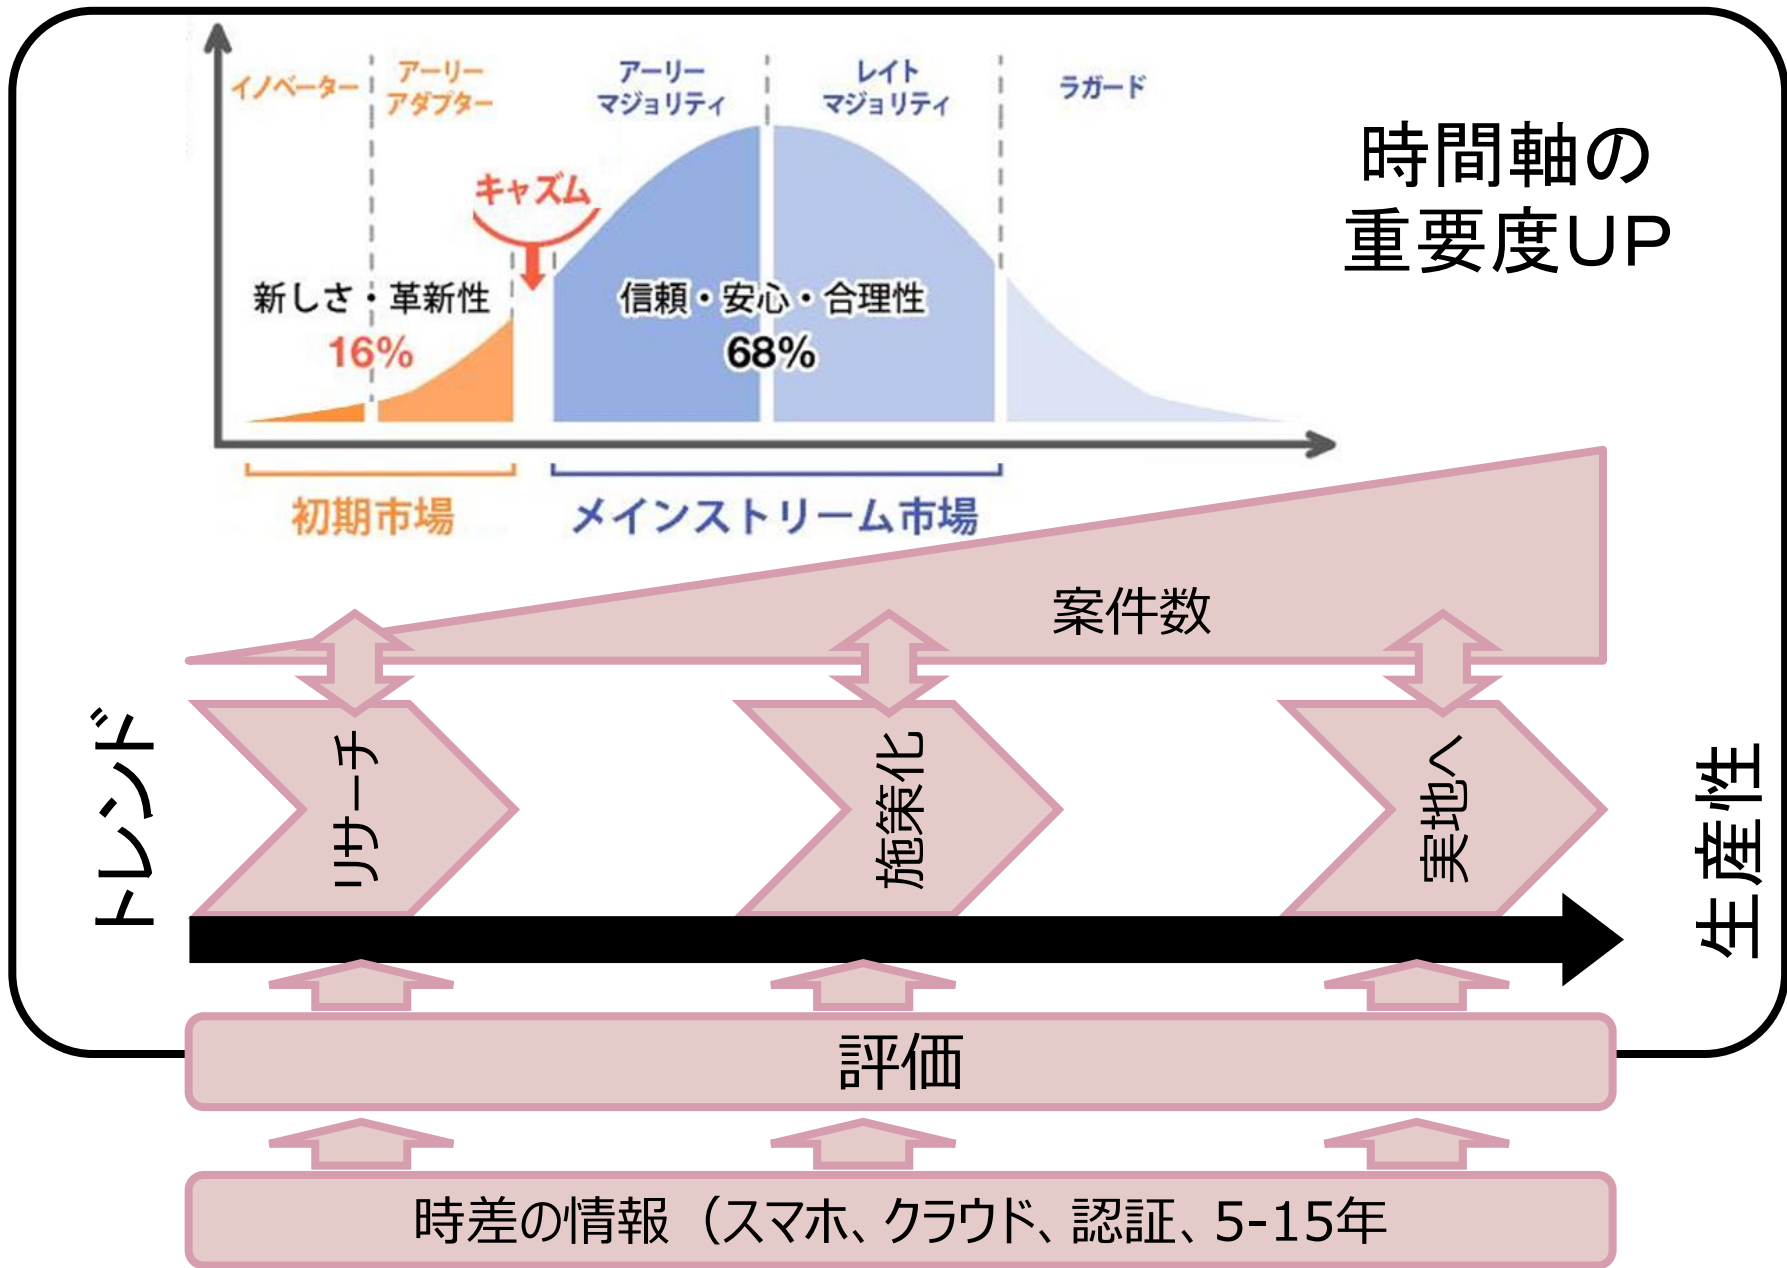 イノベーター
アーリー
アダプター
アーリー
マジョリティ
レイト
マジョリティ
ラガード
時間軸の
重要度UP
キャズム
新しさ・革新性
16%
信頼・安心・合理性
68%
初期市場
メインストリーム市場
案件数
トレンド
リサーチ
施策化
実地へ
生産性
評価
時差の情報（スマホ、クラウド、認証、5-15年